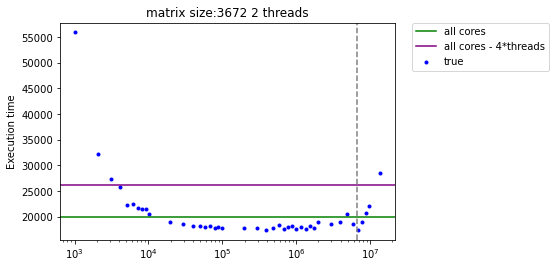 matrix size:3672 2 threads
all cores
all cores - 4*threads
true
Execution time
55000
50000
45000
40000
35000
30000
25000
20000
10³
10⁴
10⁵
10⁶
10⁷